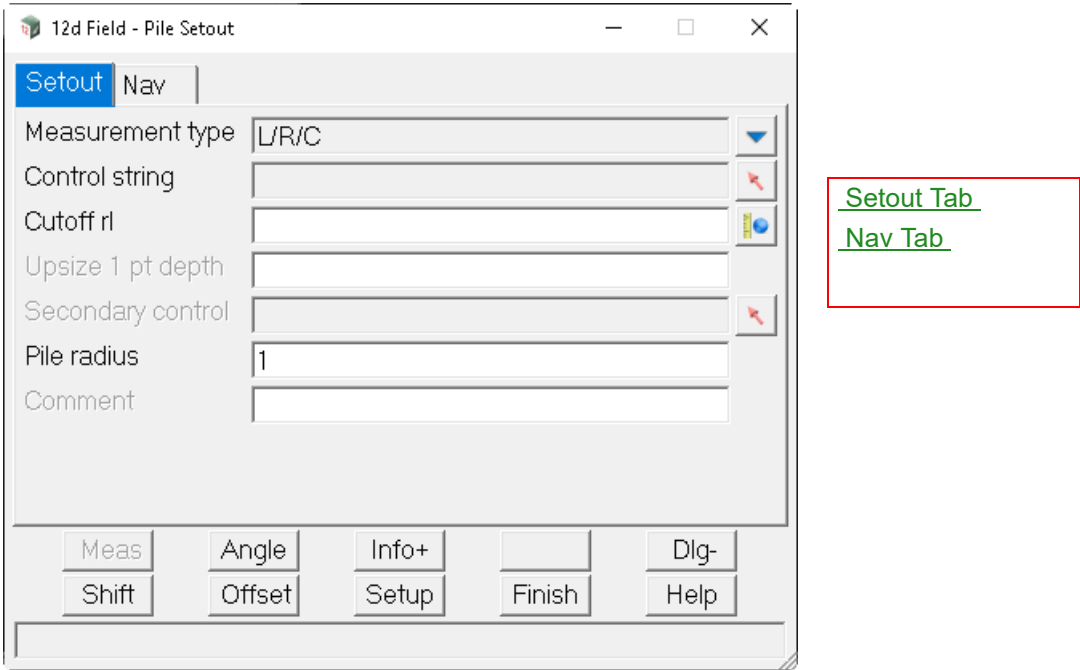 12d Field - Pile Setout
Setout Nav
Measurement type L/R/C
Control string
Cutoff rl
Upsize 1 pt depth
Secondary control
Pile radius 1
Comment
Meas Angle Info+ Dlg-
Shift Offset Setup Finish Help
Setout Tab
Nav Tab